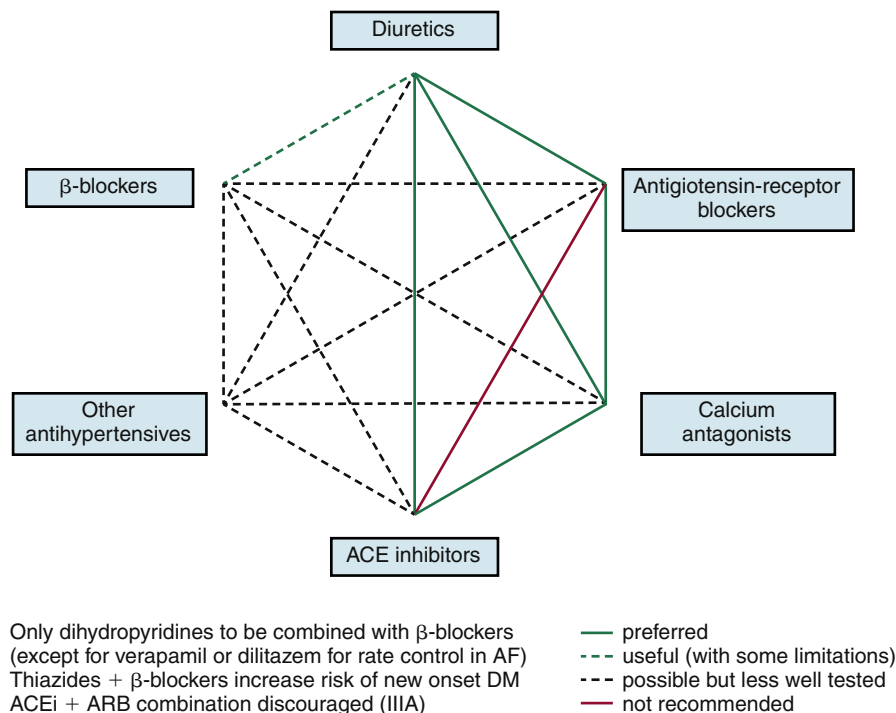 Diuretics
β-blockers
Antigiotensin-receptor
blockers
Other
antihypertensives
Calcium
antagonists
ACE inhibitors
Only dihydropyridines to be combined with β-blockers
(except for verapamil or dilitazem for rate control in AF)
Thiazides + β-blockers increase risk of new onset DM
ACEi + ARB combination discouraged (IIIA)
preferred
useful (with some limitations)
possible but less well tested
not recommended